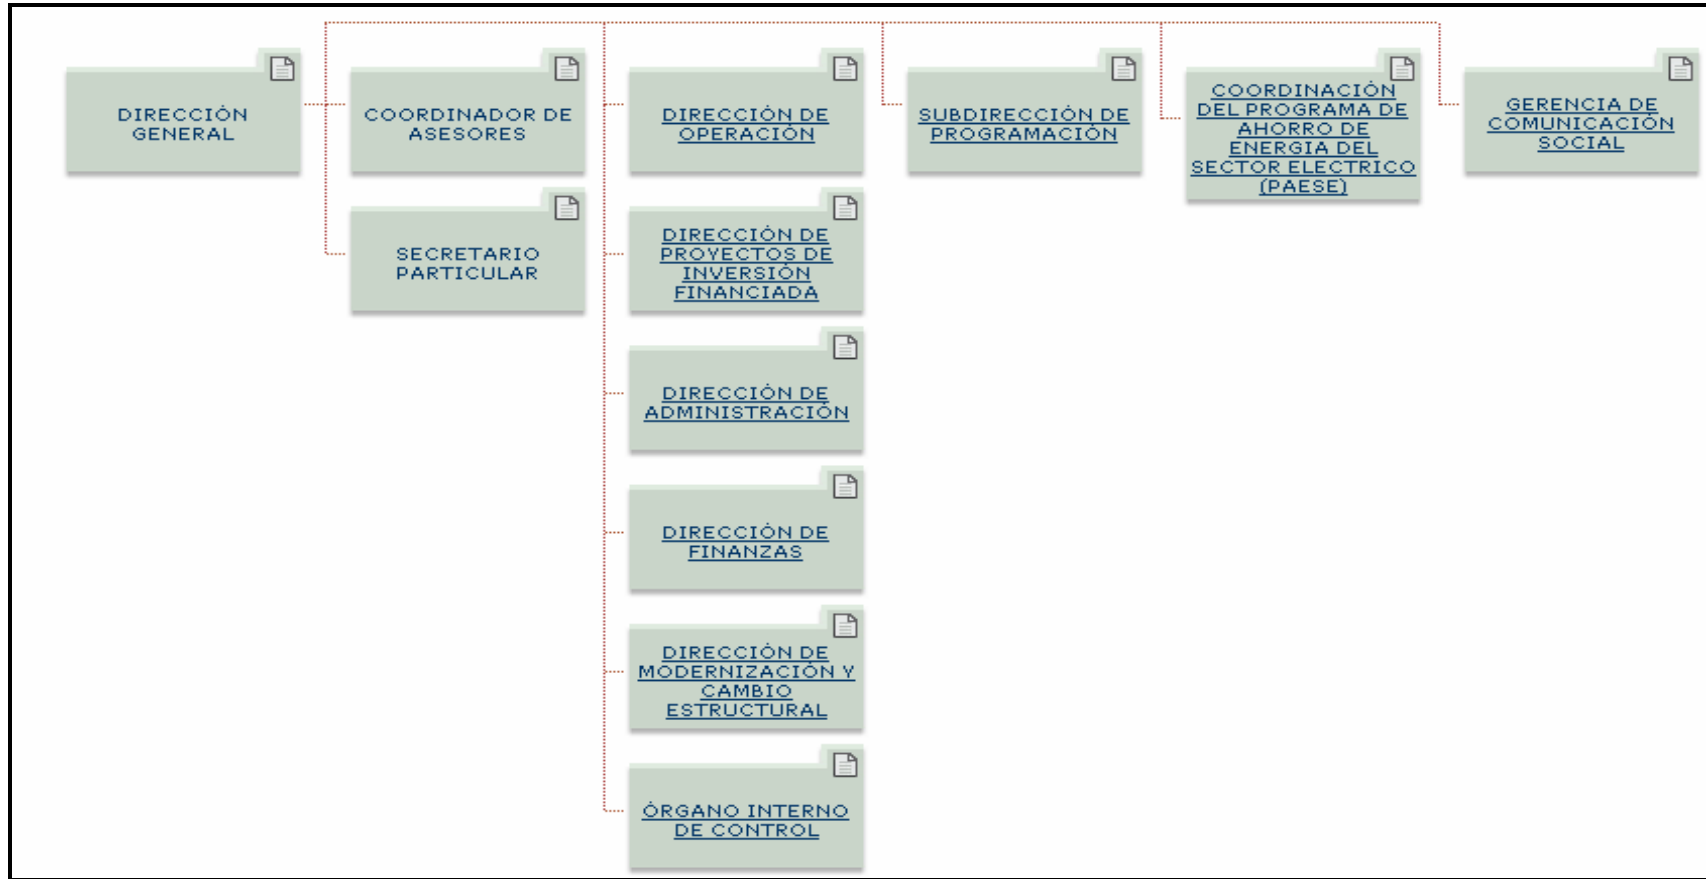 DIRECCIÓN
GENERAL
COORDINADOR DE
ASESORES
SECRETARIO
PARTICULAR
DIRECCIÓN DE
OPERACIÓN
DIRECCIÓN DE
PROYECTOS DE
INVERSIÓN
FINANCIADA
DIRECCIÓN DE
ADMINISTRACIÓN
DIRECCIÓN DE
FINANZAS
DIRECCIÓN DE
MODERNIZACIÓN Y
CAMBIO
ESTRUCTURAL
ÓRGANO INTERNO
DE CONTROL
SUBDIRECCIÓN DE
PROGRAMACIÓN
COORDINACIÓN
DEL PROGRAMA DE
AHORRO DE
ENERGIA DEL
SECTOR ELECTRICO
(PAESE)
GERENCIA DE
COMUNICACIÓN
SOCIAL